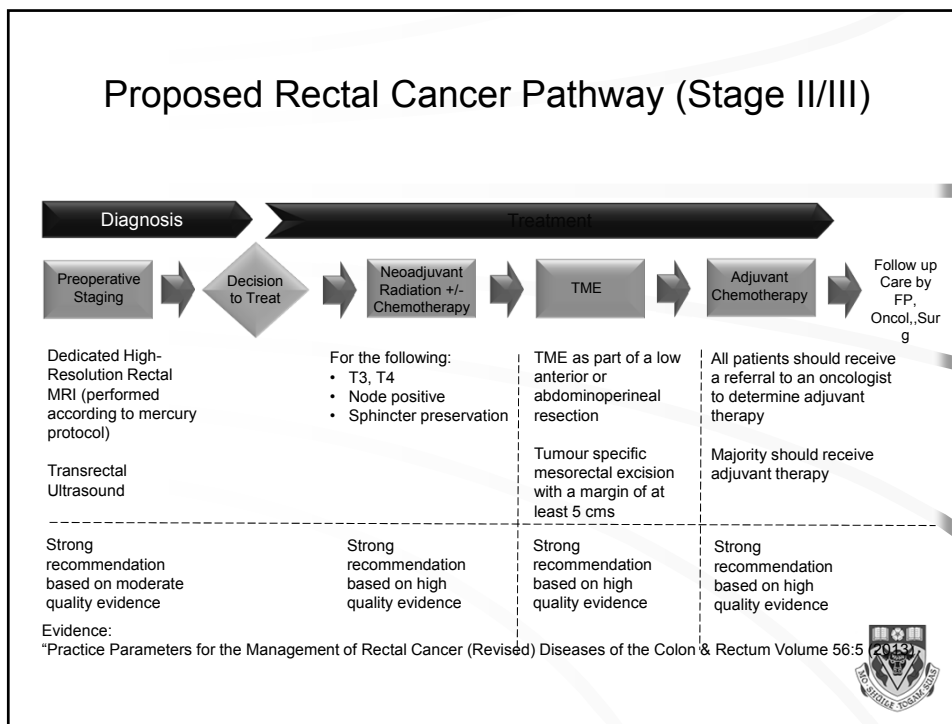 Proposed Rectal Cancer Pathway (Stage II/III)
Diagnosis
Treatment
Preoperative
Staging
Decision
to Treat
Neoadjuvant
Radiation +/-
Chemotherapy
TME
Adjuvant
Chemotherapy
Follow up
Care by
FP,
Oncol,,Sur
g
Dedicated High-
Resolution Rectal
MRI (performed
according to mercury
protocol)
Transrectal
Ultrasound
For the following:
• T3, T4
• Node positive
• Sphincter preservation
TME as part of a low
anterior or
abdominoperineal
resection
Tumour specific
mesorectal excision
with a margin of at
least 5 cms
All patients should receive
a referral to an oncologist
to determine adjuvant
therapy
Majority should receive
adjuvant therapy
Strong
recommendation
based on moderate
quality evidence
Strong
recommendation
based on high
quality evidence
Strong
recommendation
based on high
quality evidence
Strong
recommendation
based on high
quality evidence
Evidence:
“Practice Parameters for the Management of Rectal Cancer (Revised) Diseases of the Colon & Rectum Volume 56:5 (2013)
MO SHUILE TOGAM SUAS